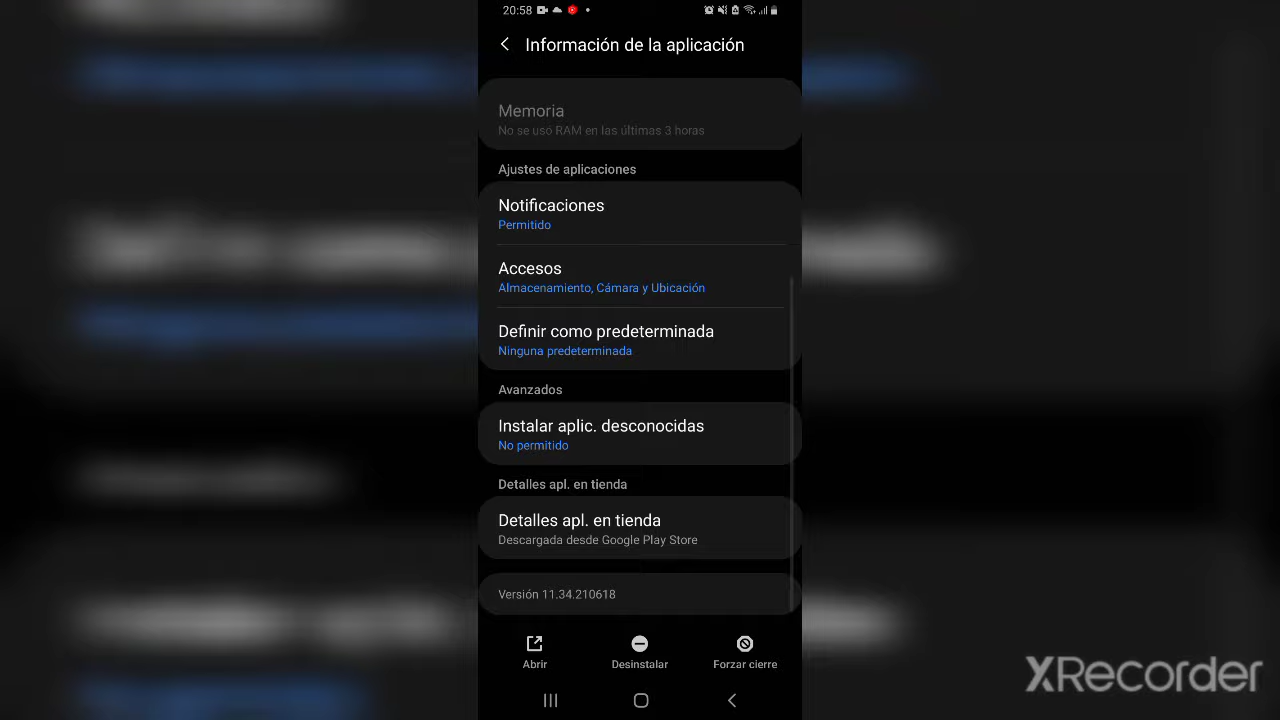 20:58
Información de la aplicación
Memoria
No se usó RAM en las últimas 3 horas
Ajustes de aplicaciones
Notificaciones
Permitido
Accesos
Almacenamiento, Cámara y Ubicación
Definir como predeterminada
Ninguna predeterminada
Avanzados
Instalar aplic. desconocidas
No permitido
Detalles apl. en tienda
Detalles apl. en tienda
Descargada desde Google Play Store
Versión 11.34.210618
Abrir
Desinstalar
Forzar cierre
XRecorder